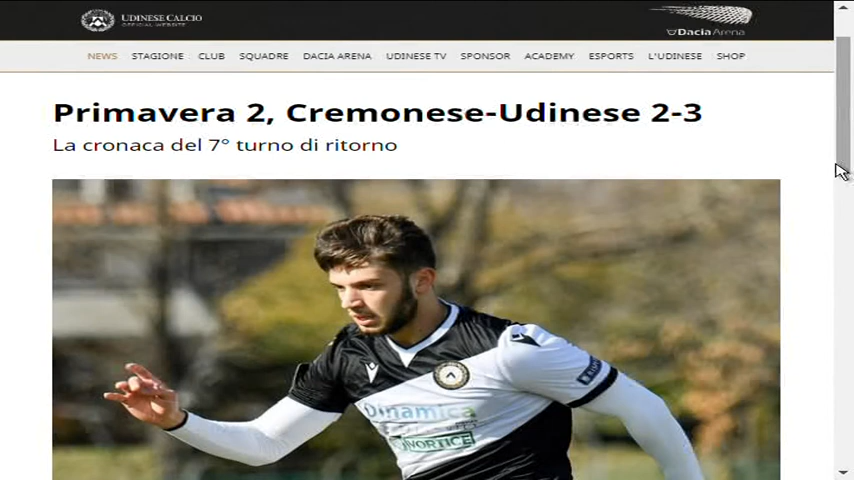 UDINESE CALCIO
OFFICIAL WEBSITE
Dacia Arena
NEWS STAGIONE CLUB SQUADRE DACIA ARENA UDINESE TV SPONSOR ACADEMY ESPORTS L'UDINESE SHOP
Primavera 2, Cremonese-Udinese 2-3
La cronaca del 7° turno di ritorno
Dinamica
VORTICE